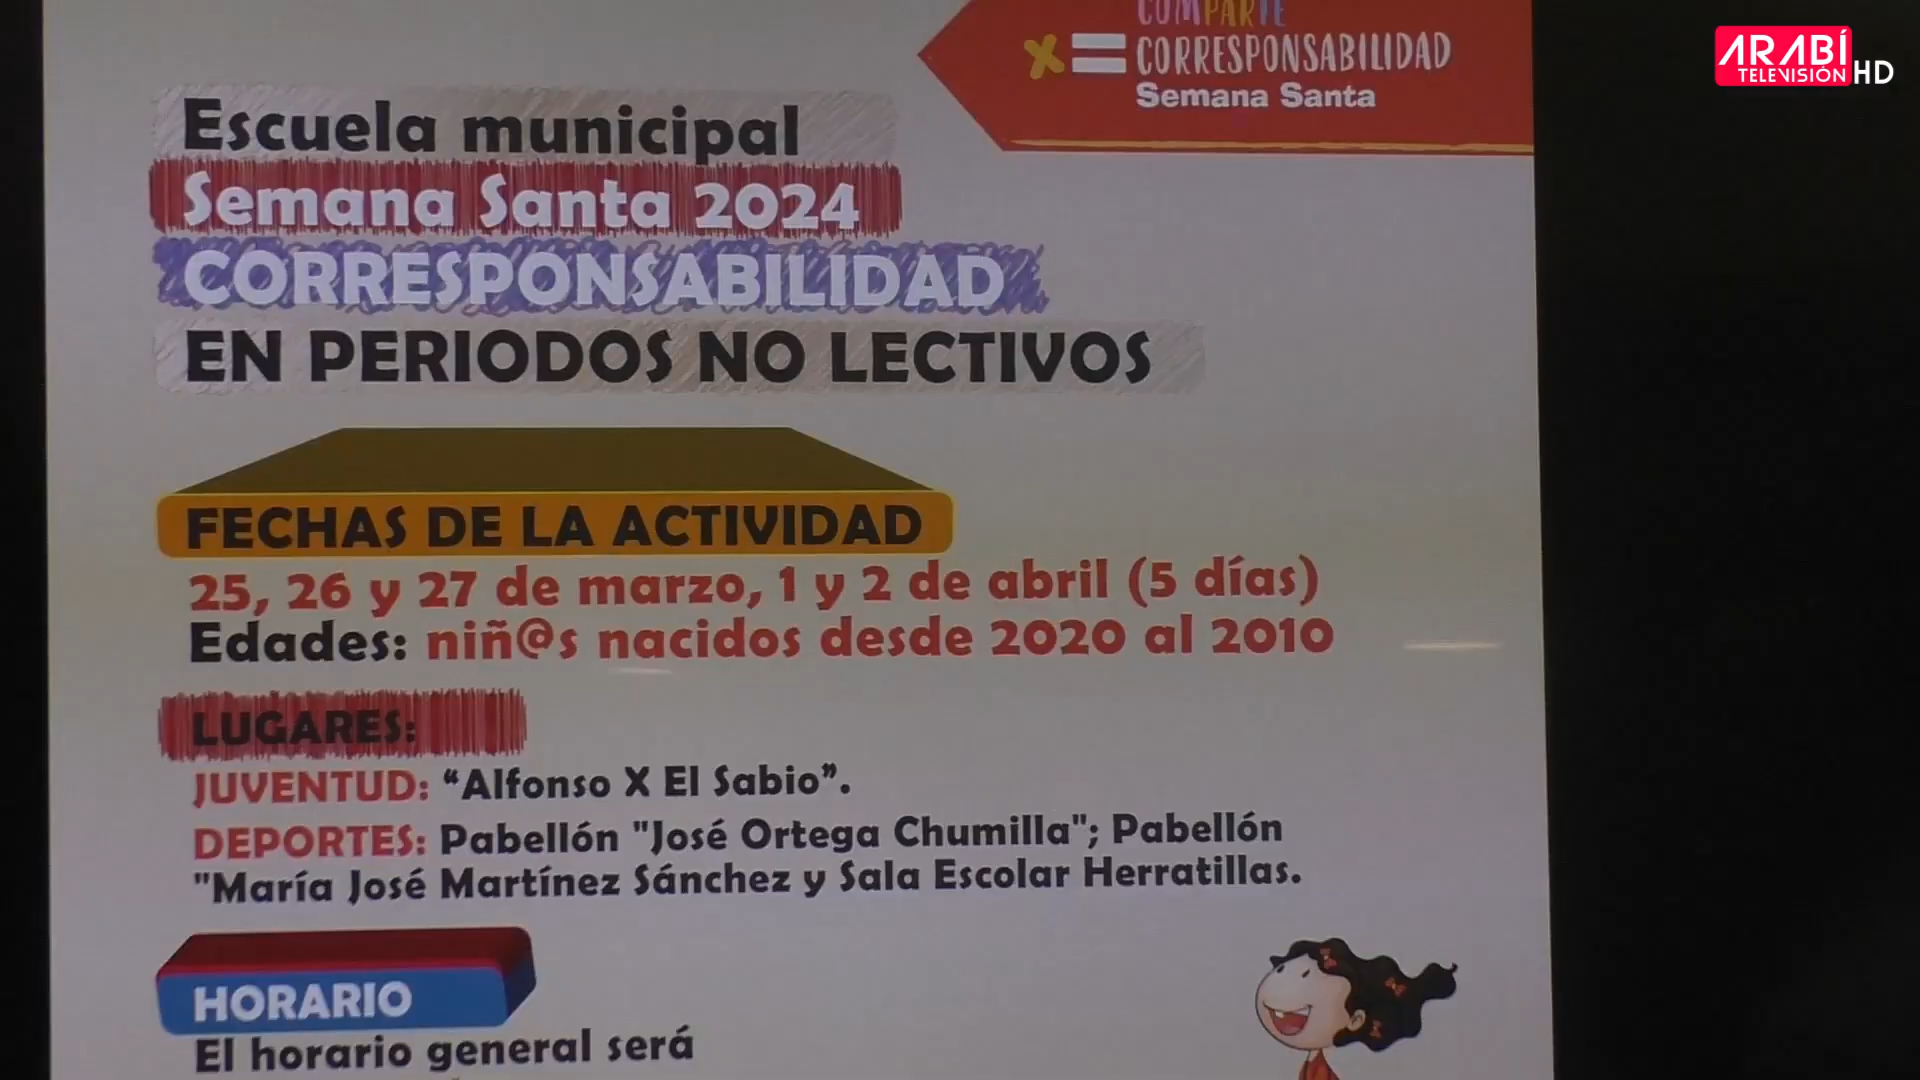 COMPARTE
CORRESPONSABILIDAD
Semana Santa
ARABÍ
TELEVISIÓN HD
Escuela municipal
Semana Santa 2024
CORRESPONSABILIDAD
EN PERIODOS NO LECTIVOS
FECHAS DE LA ACTIVIDAD
25, 26 y 27 de marzo, 1 y 2 de abril (5 días)
Edades: niñ@s nacidos desde 2020 al 2010
LUGARES:
JUVENTUD: “Alfonso X El Sabio”.
DEPORTES: Pabellón "José Ortega Chumilla"; Pabellón
"María José Martínez Sánchez y Sala Escolar Herratillas.
HORARIO
El horario general será